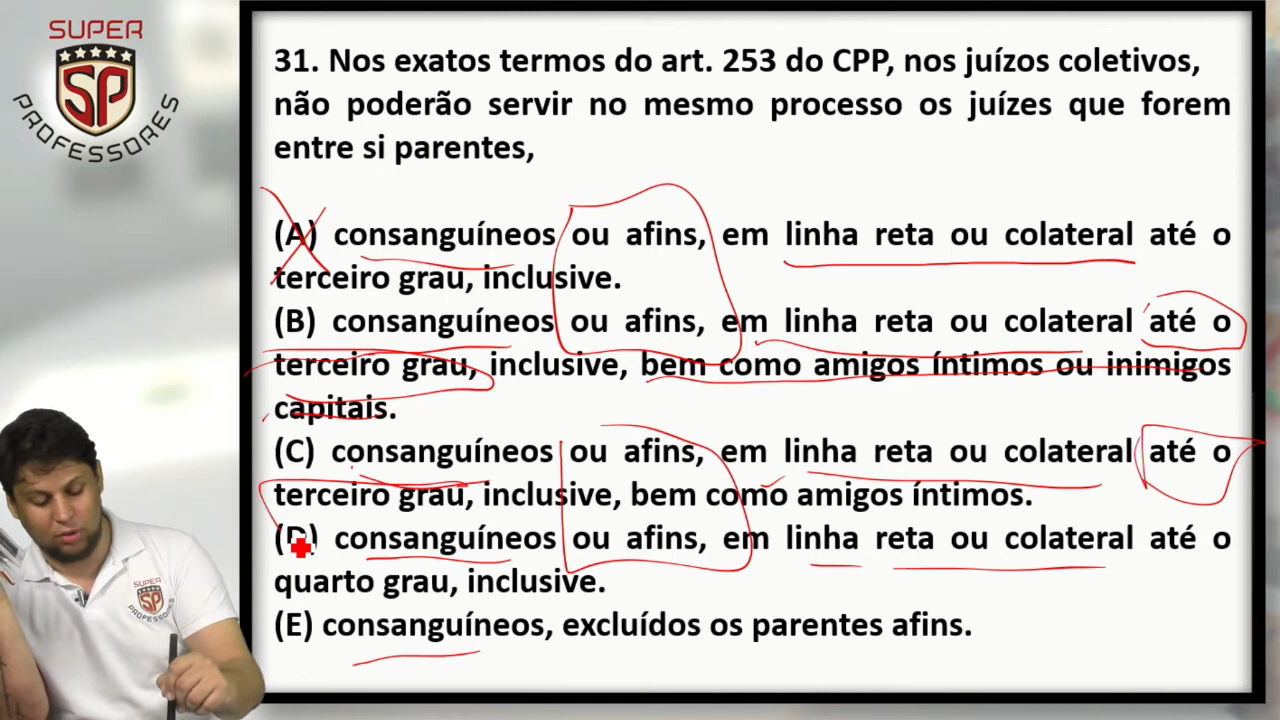 SUPER
SP
PROFESSORES
31. Nos exatos termos do art. 253 do CPP, nos juízos coletivos,
não poderão servir no mesmo processo os juízes que forem
entre si parentes,
(A) consanguíneos ou afins, em linha reta ou colateral até o
terceiro grau, inclusive.
(B) consanguíneos ou afins, em linha reta ou colateral até o
terceiro grau, inclusive, bem como amigos íntimos ou inimigos
capitais.
(C) consanguíneos ou afins, em linha reta ou colateral até o
terceiro grau, inclusive, bem como amigos íntimos.
(D) consanguíneos ou afins, em linha reta ou colateral até o
quarto grau, inclusive.
(E) consanguíneos, excluídos os parentes afins.
SUPER
SP
PROFESSORES